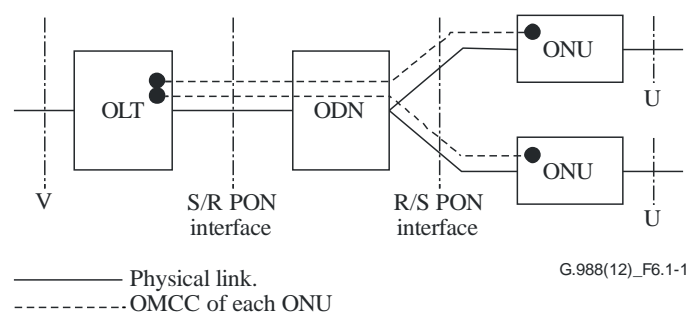 ONU
OLT
ODN
U
ONU
V
S/R PON
interface
R/S PON
interface
U
G.988(12)_F6.1-1
Physical link.
OMCC of each ONU